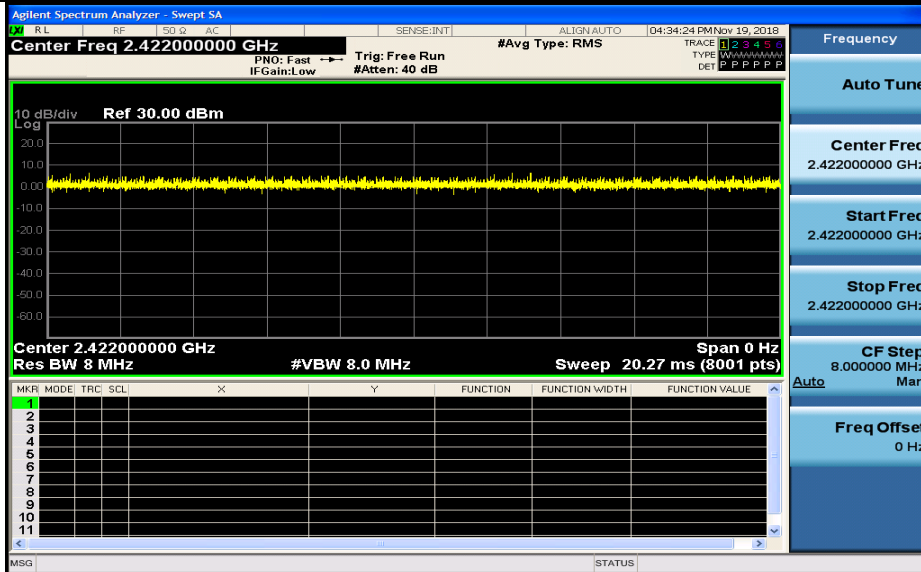 Agilent Spectrum Analyzer - Swept SA
LXI RL RF 50 Ω AC SENSE:INT ALIGNAUTO 04:34:24 PM Nov 19, 2018
Center Freq 2.422000000 GHz
PNO: Fast
IFGain:Low
Trig: Free Run
#Atten: 40 dB
#Avg Type: RMS
TRACE 1 2 3 4 5 6
TYPE
DET P P P P P P
10 dB/div
Log
Ref 30.00 dBm
20.0
10.0
0.00
-10.0
-20.0
-30.0
-40.0
-50.0
-60.0
Center 2.422000000 GHz
Span 0 Hz
Res BW 8 MHz
#VBW 8.0 MHz
Sweep 20.27 ms (8001 pts)
MKR MODE TRC SCL X Y FUNCTION FUNCTION WIDTH FUNCTION VALUE
1
2
3
4
5
6
7
8
9
10
11
MSG
STATUS
Frequency
Auto Tune
Center Freq
2.422000000 GHz
Start Freq
2.422000000 GHz
Stop Freq
2.422000000 GHz
CF Step
8.000000 MHz
Auto Man
Freq Offset
0 Hz